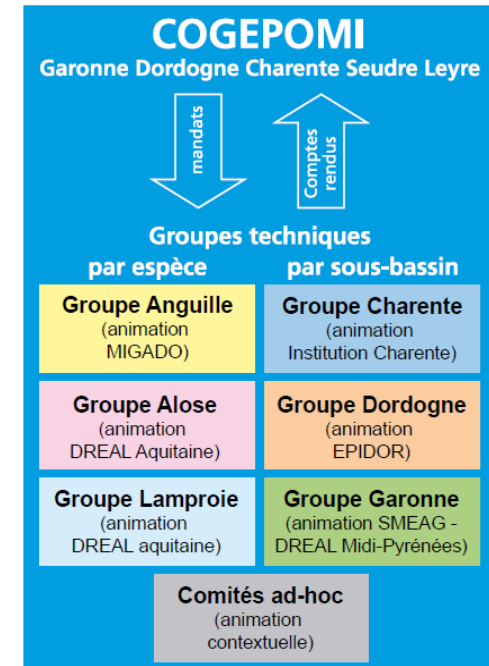 COGEPOMI
Garonne Dordogne Charente Seudre Leyre
mandats
Comptes
rendus
Groupes techniques
par espèce
par sous-bassin
Groupe Anguille
(animation
MIGADO)
Groupe Charente
(animation
Institution Charente)
Groupe Alose
(animation
DREAL Aquitaine)
Groupe Dordogne
(animation
EPIDOR)
Groupe Lamproie
(animation
DREAL aquitaine)
Groupe Garonne
(animation SMEAG -
DREAL Midi-Pyrénées)
Comités ad-hoc
(animation
contextuelle)